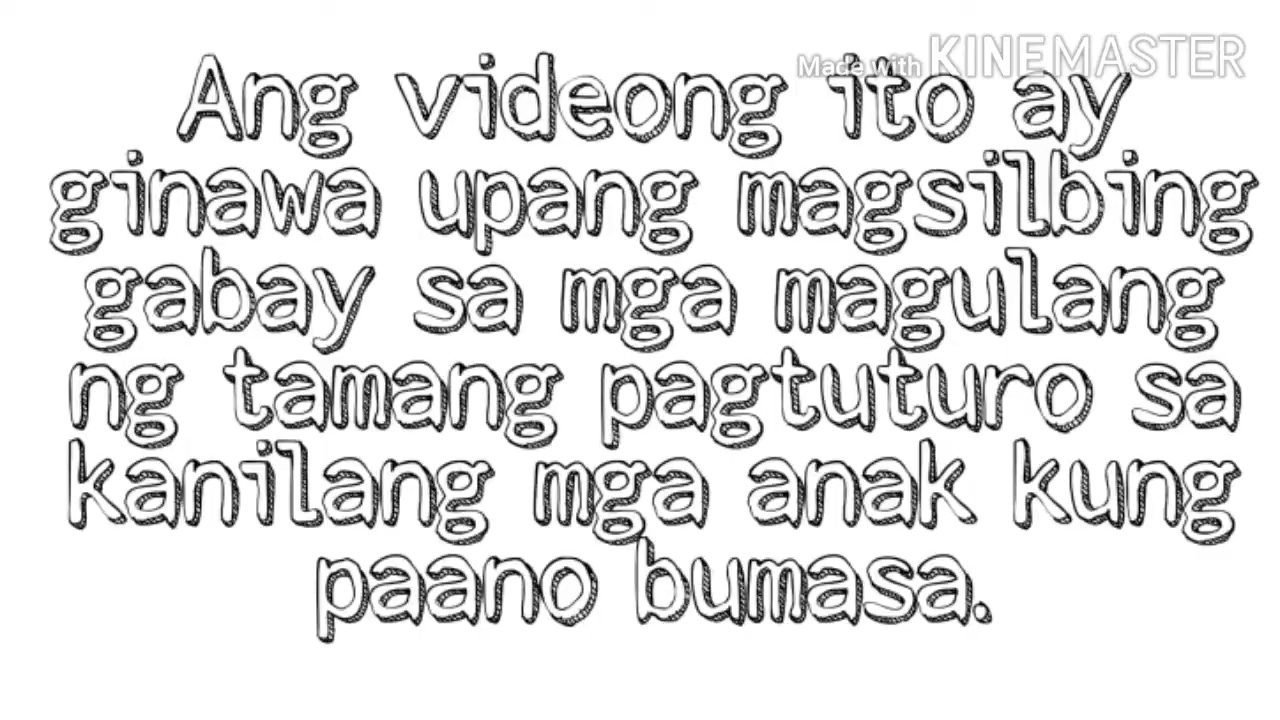 Made with KINEMASTER
Ang videong ito ay
ginawa upang magsilbing
gabay sa mga magulang
ng tamang pagtuturo sa
kanilang mga anak kung
paano bumasa.